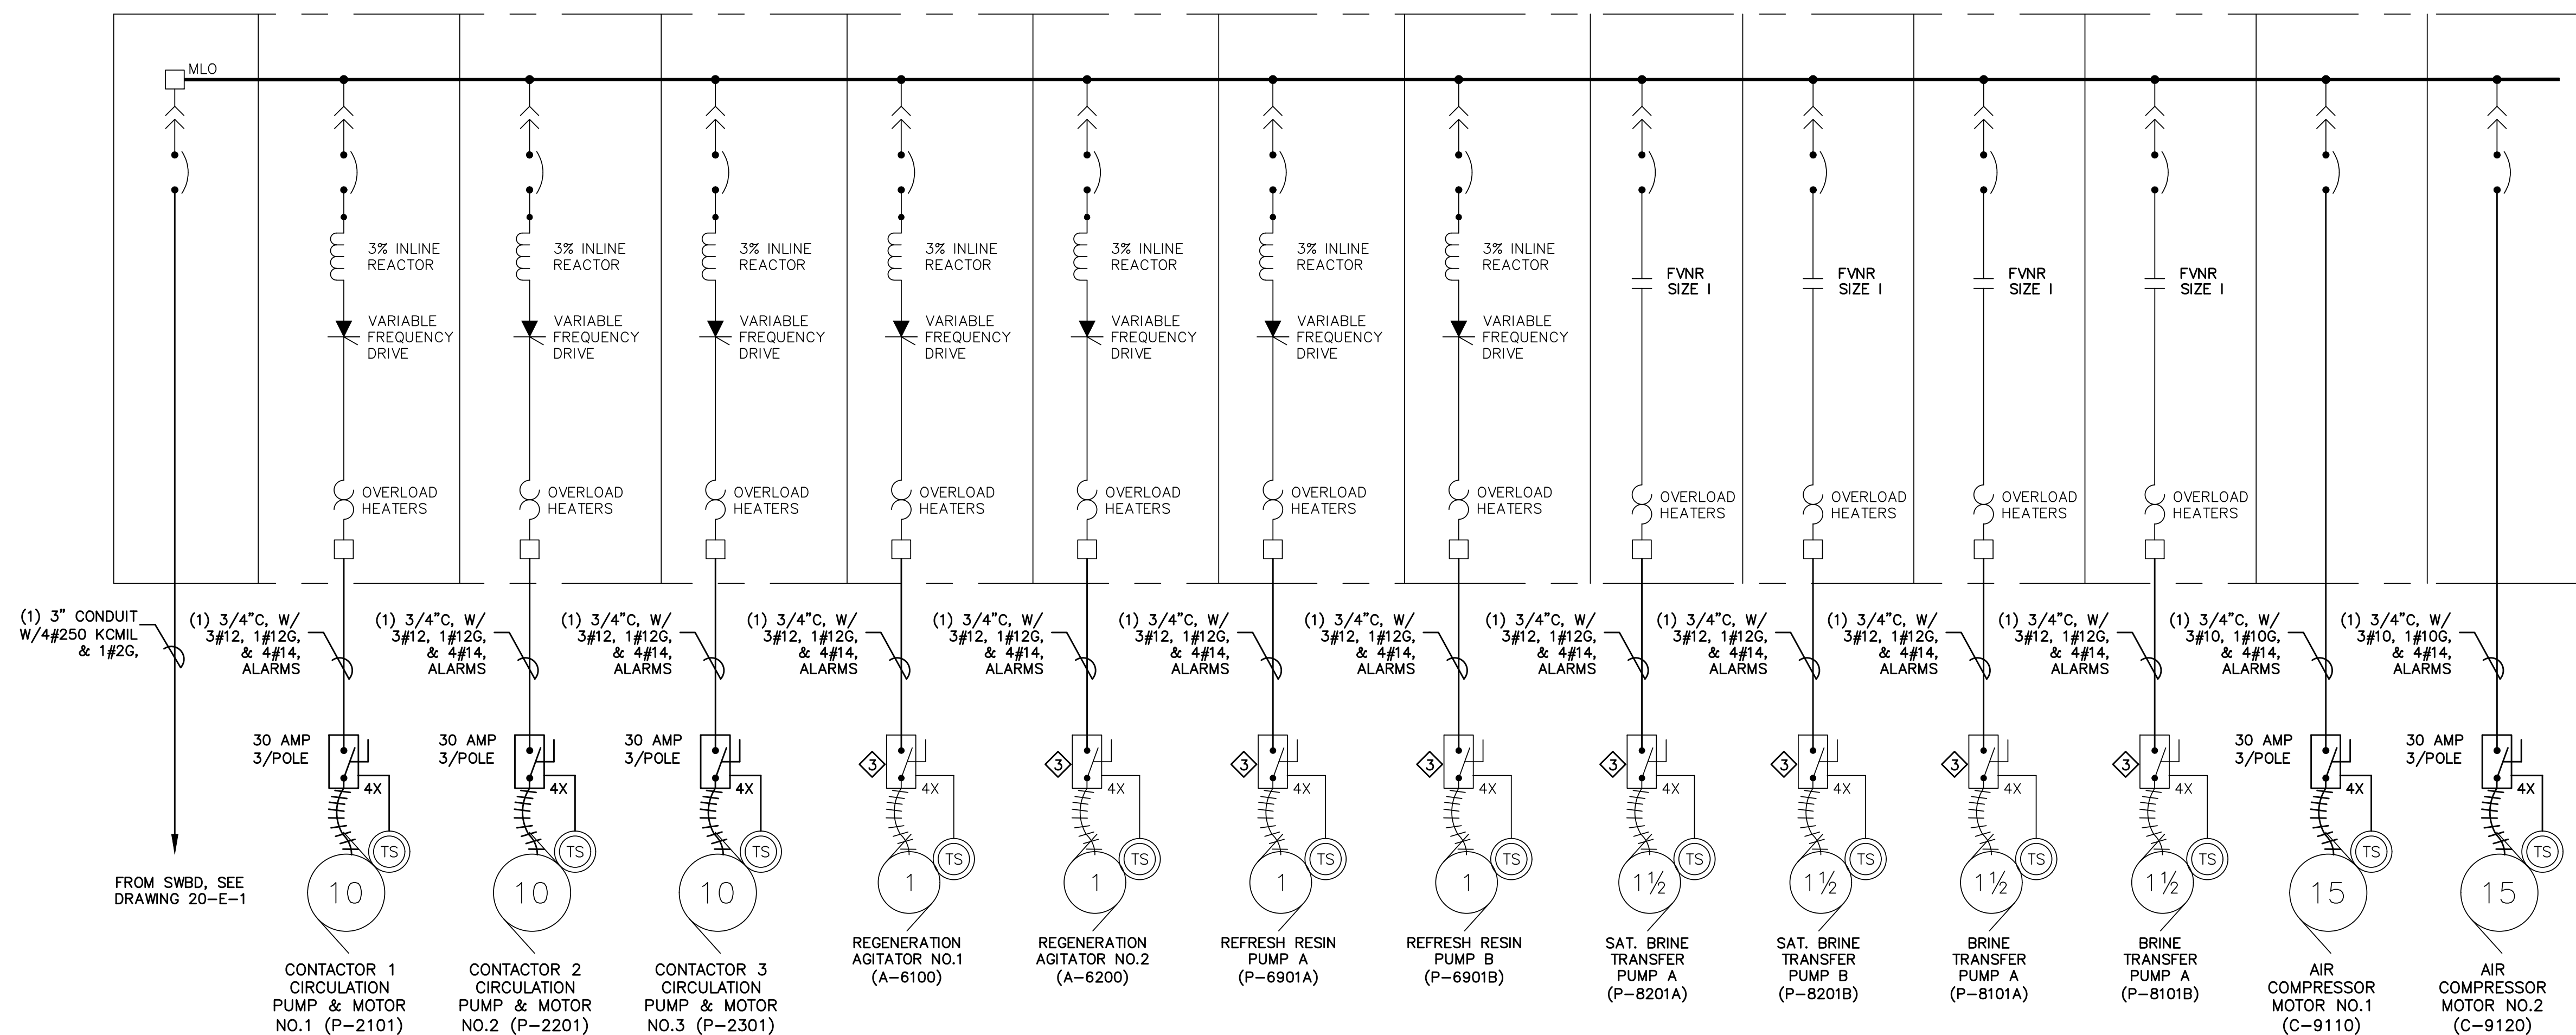 MLO
3% INLINE
REACTOR
3% INLINE
REACTOR
3% INLINE
REACTOR
3% INLINE
REACTOR
3% INLINE
REACTOR
3% INLINE
REACTOR
3% INLINE
REACTOR
FVNR
SIZE I
FVNR
SIZE I
FVNR
SIZE I
FVNR
SIZE I
VARIABLE
FREQUENCY
DRIVE
VARIABLE
FREQUENCY
DRIVE
VARIABLE
FREQUENCY
DRIVE
VARIABLE
FREQUENCY
DRIVE
VARIABLE
FREQUENCY
DRIVE
VARIABLE
FREQUENCY
DRIVE
VARIABLE
FREQUENCY
DRIVE
OVERLOAD
HEATERS
OVERLOAD
HEATERS
OVERLOAD
HEATERS
OVERLOAD
HEATERS
OVERLOAD
HEATERS
OVERLOAD
HEATERS
OVERLOAD
HEATERS
OVERLOAD
HEATERS
OVERLOAD
HEATERS
OVERLOAD
HEATERS
OVERLOAD
HEATERS
(1) 3" CONDUIT
W/4#250 KCMIL
& 1#2G,
(1) 3/4"C, W/
3#12, 1#12G,
& 4#14,
ALARMS
(1) 3/4"C, W/
3#12, 1#12G,
& 4#14,
ALARMS
(1) 3/4"C, W/
3#12, 1#12G,
& 4#14,
ALARMS
(1) 3/4"C, W/
3#12, 1#12G,
& 4#14,
ALARMS
(1) 3/4"C, W/
3#12, 1#12G,
& 4#14,
ALARMS
(1) 3/4"C, W/
3#12, 1#12G,
& 4#14,
ALARMS
(1) 3/4"C, W/
3#12, 1#12G,
& 4#14,
ALARMS
(1) 3/4"C, W/
3#12, 1#12G,
& 4#14,
ALARMS
(1) 3/4"C, W/
3#12, 1#12G,
& 4#14,
ALARMS
(1) 3/4"C, W/
3#12, 1#12G,
& 4#14,
ALARMS
(1) 3/4"C, W/
3#12, 1#12G,
& 4#14,
ALARMS
(1) 3/4"C, W/
3#10, 1#10G,
& 4#14,
ALARMS
(1) 3/4"C, W/
3#10, 1#10G,
& 4#14,
ALARMS
FROM SWBD, SEE
DRAWING 20-E-1
30 AMP
3/POLE
4X
TS
10
CONTACTOR 1
CIRCULATION
PUMP & MOTOR
NO.1 (P-2101)
30 AMP
3/POLE
4X
TS
10
CONTACTOR 2
CIRCULATION
PUMP & MOTOR
NO.2 (P-2201)
30 AMP
3/POLE
4X
TS
10
CONTACTOR 3
CIRCULATION
PUMP & MOTOR
NO.3 (P-2301)
3
4X
TS
1
REGENERATION
AGITATOR NO.1
(A-6100)
3
4X
TS
1
REGENERATION
AGITATOR NO.2
(A-6200)
3
4X
TS
1
REFRESH RESIN
PUMP A
(P-6901A)
3
4X
TS
1
REFRESH RESIN
PUMP B
(P-6901B)
3
4X
TS
1½
SAT. BRINE
TRANSFER
PUMP A
(P-8201A)
3
4X
TS
1½
SAT. BRINE
TRANSFER
PUMP B
(P-8201B)
3
4X
TS
1½
BRINE
TRANSFER
PUMP A
(P-8101A)
3
4X
TS
1½
BRINE
TRANSFER
PUMP A
(P-8101B)
30 AMP
3/POLE
4X
TS
15
AIR
COMPRESSOR
MOTOR NO.1
(C-9110)
30 AMP
3/POLE
4X
TS
15
AIR
COMPRESSOR
MOTOR NO.2
(C-9120)